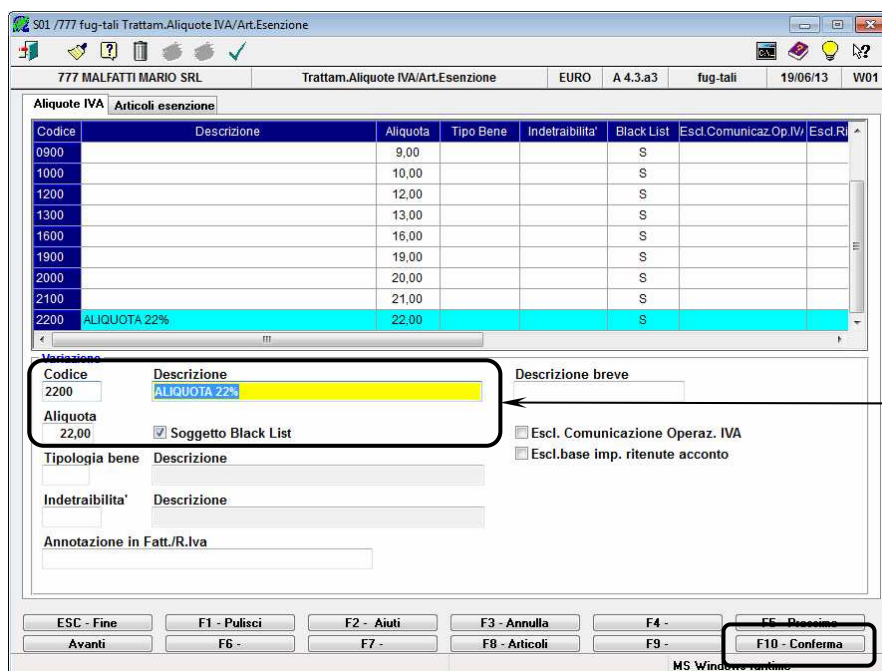 S01 /777 fug-tali Trattam.Aliquote IVA/Art.Esenzione
777 MALFATTI MARIO SRL Trattam.Aliquote IVA/Art.Esenzione EURO A 4.3.a3 fug-tali 19/06/13 W01
Aliquote IVA Articoli esenzione
Codice Descrizione Aliquota Tipo Bene Indetraibilita' Black List Escl.Comunicaz.Op.IV/ Escl.Ri
0900 9,00 S
1000 10,00 S
1200 12,00 S
1300 13,00 S
1600 16,00 S
1900 19,00 S
2000 20,00 S
2100 21,00 S
2200 ALIQUOTA 22% 22,00 S
Variazione
Codice Descrizione Descrizione breve
2200 ALIQUOTA 22%
Aliquota
22,00 Soggetto Black List Escl. Comunicazione Operaz. IVA
Escl.base imp. ritenute acconto
Tipologia bene Descrizione
Indetraibilita' Descrizione
Annotazione in Fatt./R.Iva
ESC - Fine F1 - Pulisci F2 - Aiuti F3 - Annulla F4 - F5 - Prossimo
Avanti F6 - F7 - F8 - Articoli F9 - F10 - Conferma
MS Windows runtime